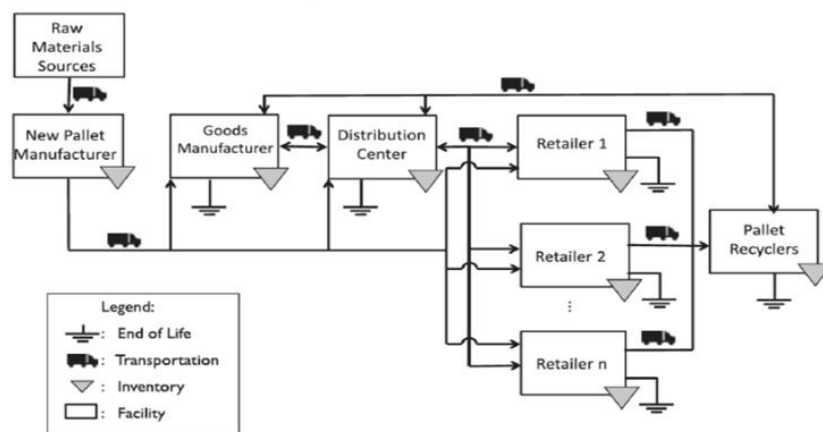 Raw
Materials
Sources
New Pallet
Manufacturer
Goods
Manufacturer
Distribution
Center
Retailer 1
Retailer 2
⋮
Retailer n
Pallet
Recyclers
Legend:
: End of Life
: Transportation
: Inventory
: Facility